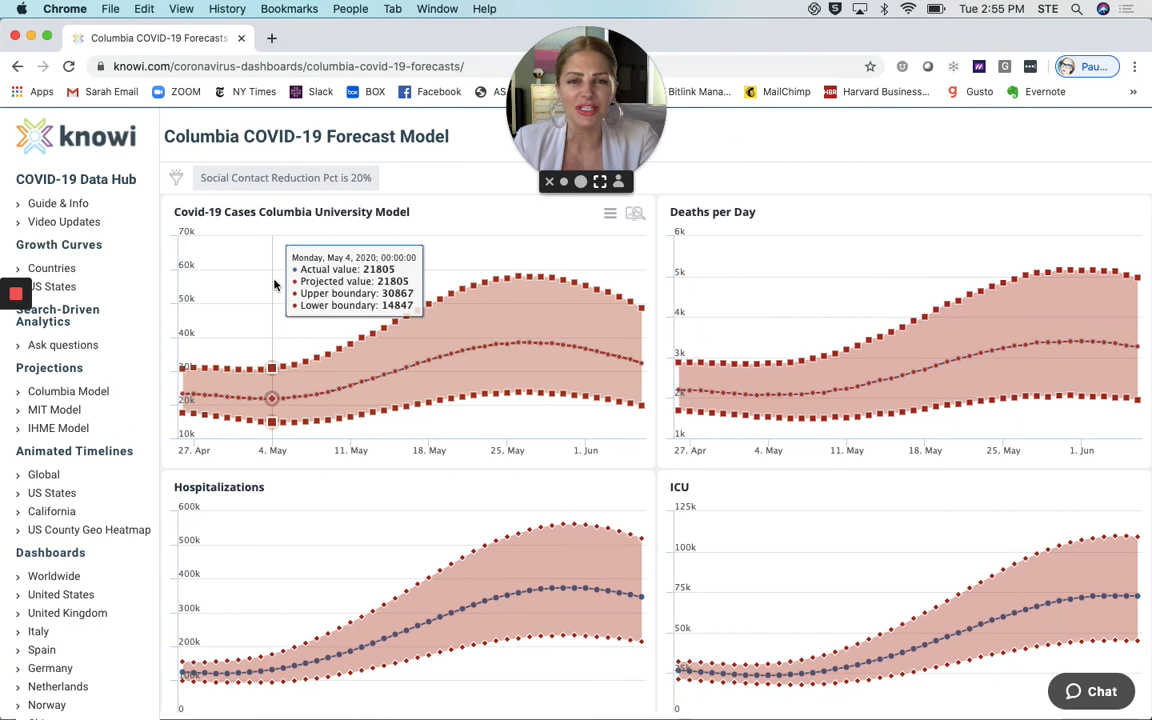 Chrome File Edit View History Bookmarks People Tab Window Help Tue 2:55 PM STE
Columbia COVID-19 Forecasts
knowi.com/coronavirus-dashboards/columbia-covid-19-forecasts/ Pau...
Apps Sarah Email ZOOM NY Times Slack BOX Facebook Bitlink Mana... MailChimp Harvard Business... Gusto Evernote »
knowi
Columbia COVID-19 Forecast Model
Social Contact Reduction Pct is 20%
COVID-19 Data Hub
Guide & Info
Video Updates
Growth Curves
Countries
US States
Search-Driven
Analytics
Ask questions
Projections
Columbia Model
MIT Model
IHME Model
Animated Timelines
Global
US States
California
US County Geo Heatmap
Dashboards
Worldwide
United States
United Kingdom
Italy
Spain
Germany
Netherlands
Norway
Covid-19 Cases Columbia University Model
70k
60k
50k
40k
30k
20k
10k
27. Apr 4. May 11. May 18. May 25. May 1. Jun
Monday, May 4, 2020; 00:00:00
Actual value: 21805
Projected value: 21805
Upper boundary: 30867
Lower boundary: 14847
Deaths per Day
6k
5k
4k
3k
2k
1k
27. Apr 4. May 11. May 18. May 25. May 1. Jun
Hospitalizations
600k
500k
400k
300k
200k
100k
0
ICU
125k
100k
75k
50k
25k
0
Chat